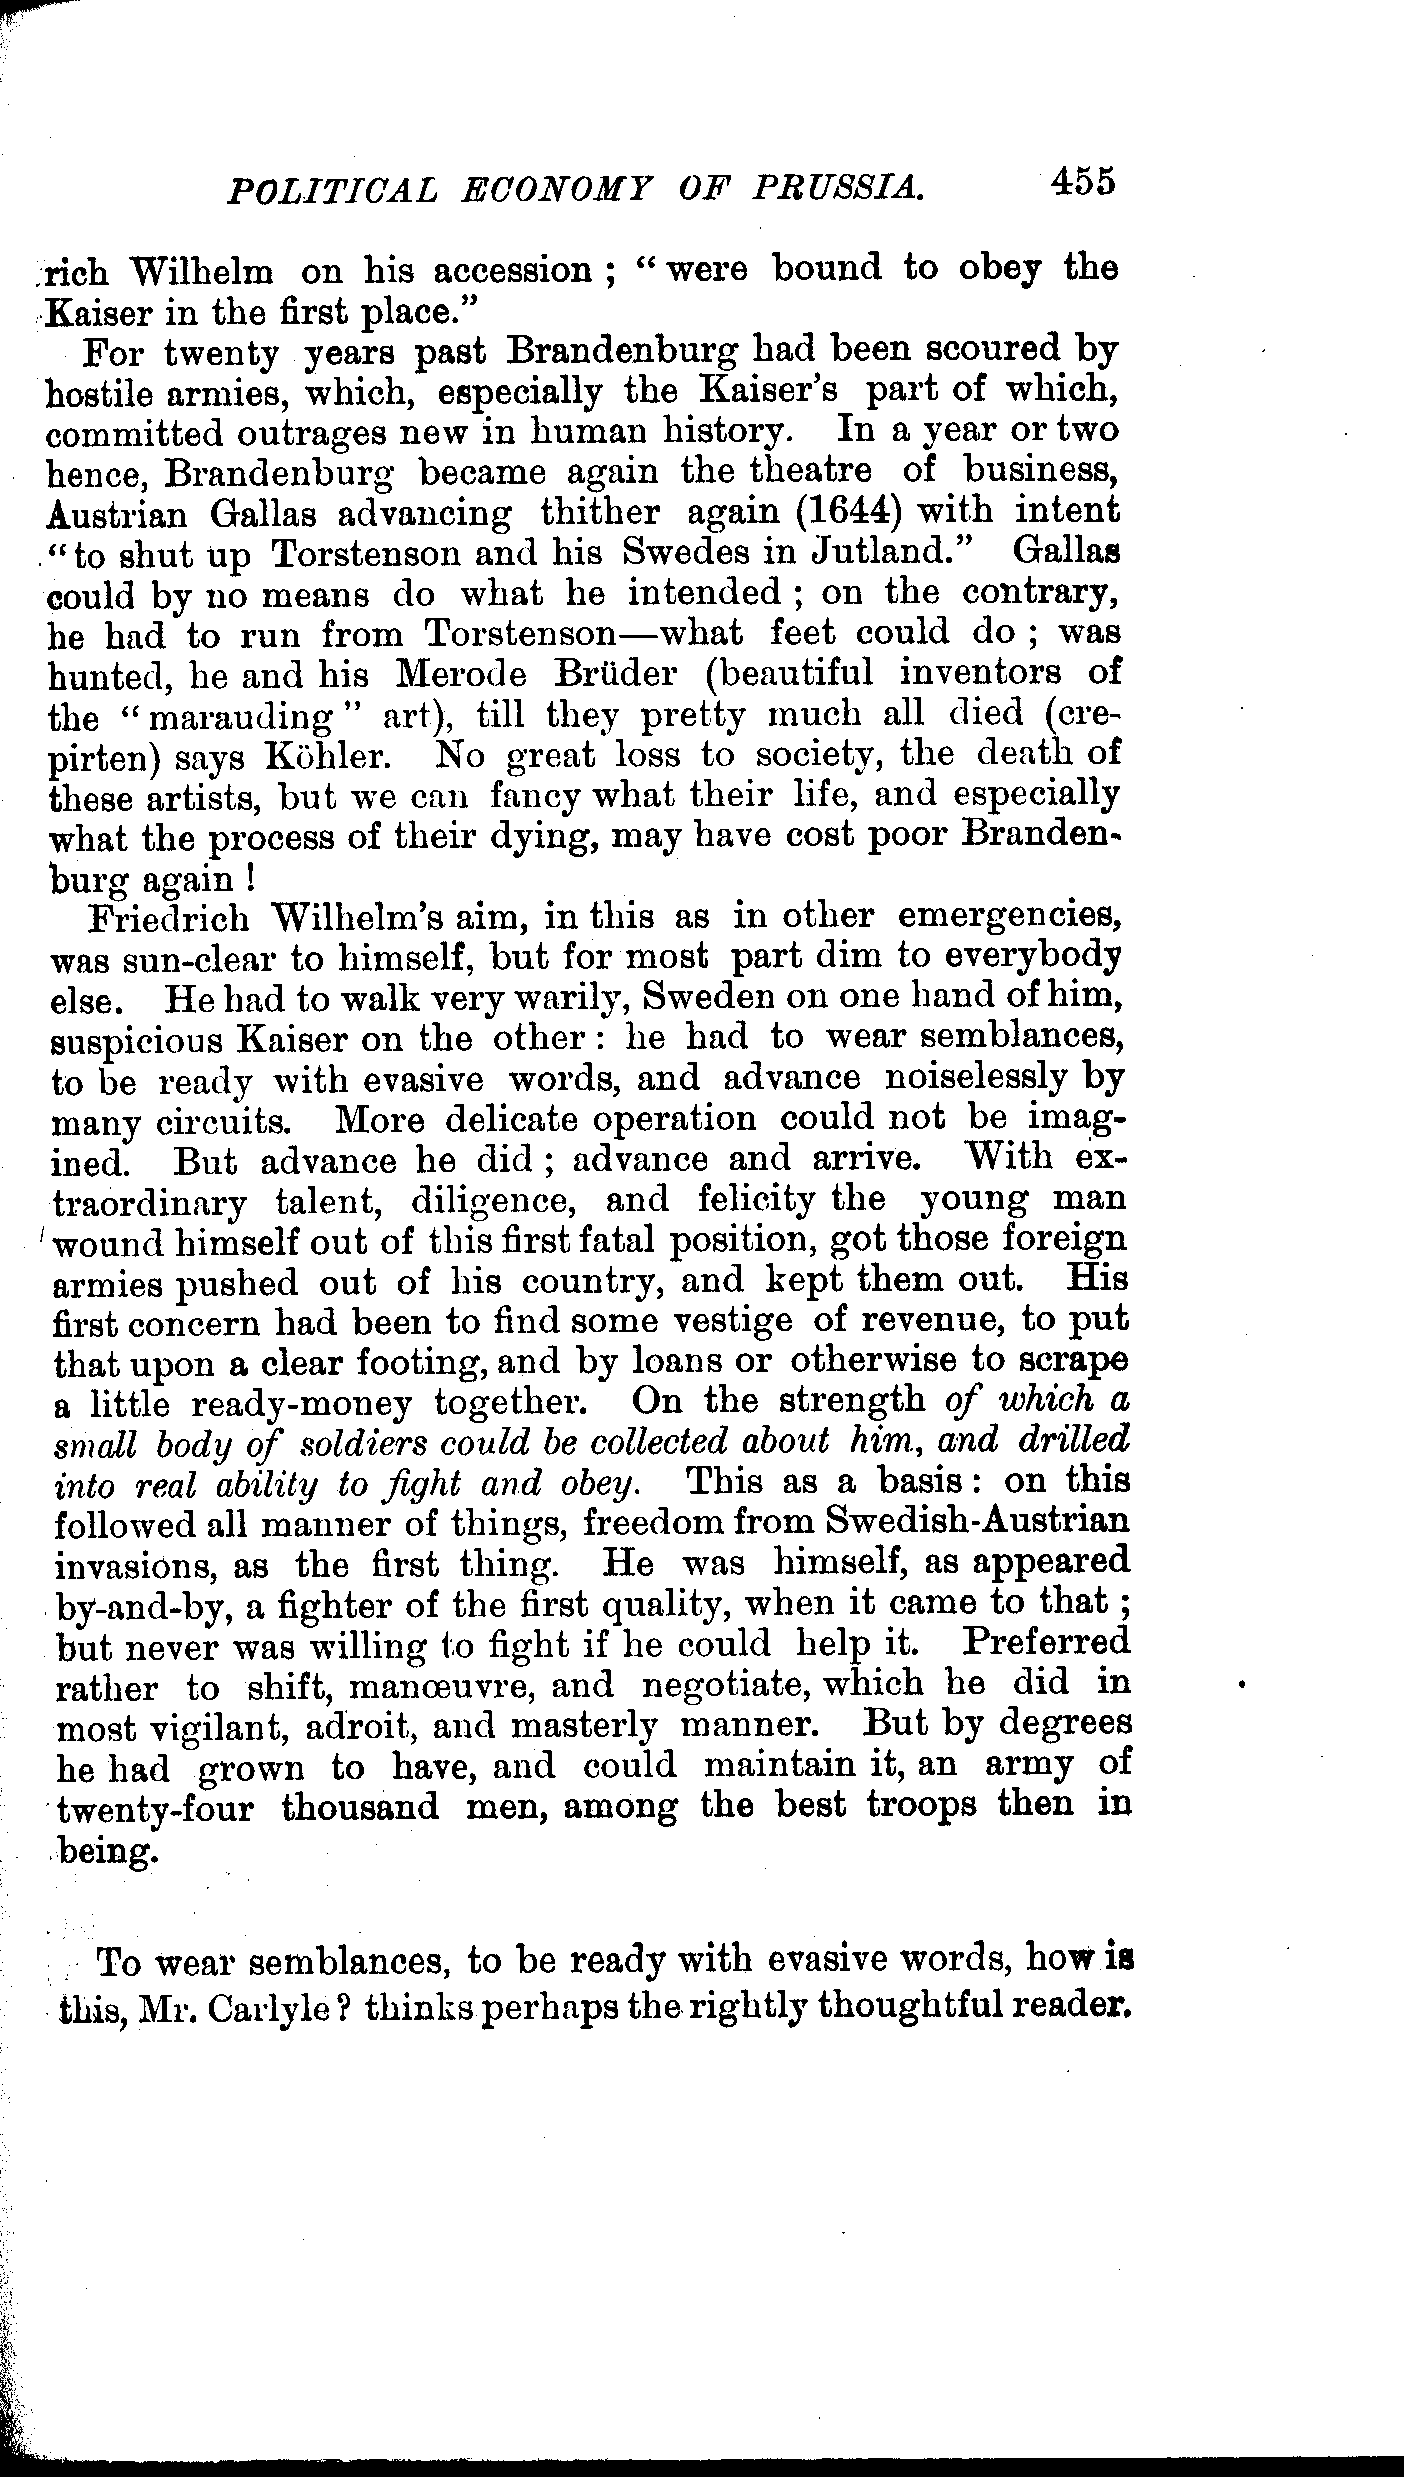 POLITICAL ECONOMY OF PRUSSIA. 455
rich Wilhelm on his accession ; “ were bound to obey the
Kaiser in the first place.”
For twenty years past Brandenburg had been scoured by
hostile armies, which, especially the Kaiser's part of which,
committed outrages new in human history. In a year or two
hence, Brandenburg became again the theatre of business,
Austrian Gallas advancing thither again (1644) with intent
“to shut up Torstenson and his Swedes in Jutland.” Gallas
could by no means do what he intended ; on the contrary,
he had to run from Torstenson—what feet could do ; was
hunted, he and his Merode Brüder (beautiful inventors of
the “ marauding ” art), till they pretty much all died (cre-
pirten) says Köhler. No great loss to society, the death of
these artists, but we can fancy what their life, and especially
what the process of their dying, may have cost poor Branden-
burg again !
Friedrich Wilhelm's aim, in this as in other emergencies,
was sun-clear to himself, but for most part dim to everybody
else. He had to walk very warily, Sweden on one hand of him,
suspicious Kaiser on the other : he had to wear semblances,
to be ready with evasive words, and advance noiselessly by
many circuits. More delicate operation could not be imag-
ined. But advance he did ; advance and arrive. With ex-
traordinary talent, diligence, and felicity the young man
wound himself out of this first fatal position, got those foreign
armies pushed out of his country, and kept them out. His
first concern had been to find some vestige of revenue, to put
that upon a clear footing, and by loans or otherwise to scrape
a little ready-money together. On the strength of which a
small body of soldiers could be collected about him, and drilled
into real ability to fight and obey. This as a basis : on this
followed all manner of things, freedom from Swedish-Austrian
invasions, as the first thing. He was himself, as appeared
by-and-by, a fighter of the first quality, when it came to that ;
but never was willing to fight if he could help it. Preferred
rather to shift, manœuvre, and negotiate, which he did in
most vigilant, adroit, and masterly manner. But by degrees
he had grown to have, and could maintain it, an army of
twenty-four thousand men, among the best troops then in
being.
To wear semblances, to be ready with evasive words, how is
this, Mr. Carlyle ? thinks perhaps the rightly thoughtful reader.